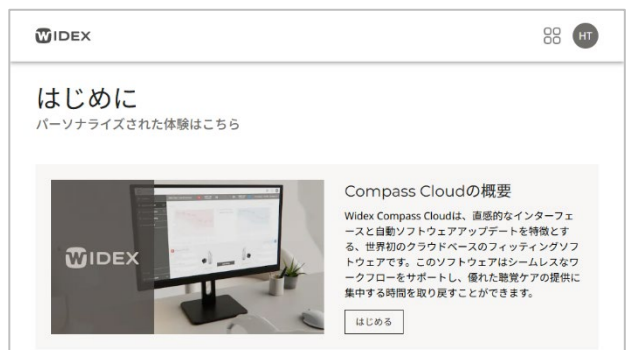 WIDEX
HT
はじめに
パーソナライズされた体験はこちら
WIDEX
Compass Cloudの概要
Widex Compass Cloudは、直感的なインターフェ
ースと自動ソフトウェアアップデートを特徴とす
る、世界初のクラウドベースのフィッティングソフ
トウェアです。このソフトウェアはシームレスなワ
ークフローをサポートし、優れた聴覚ケアの提供に
集中する時間を取り戻すことができます。
はじめる